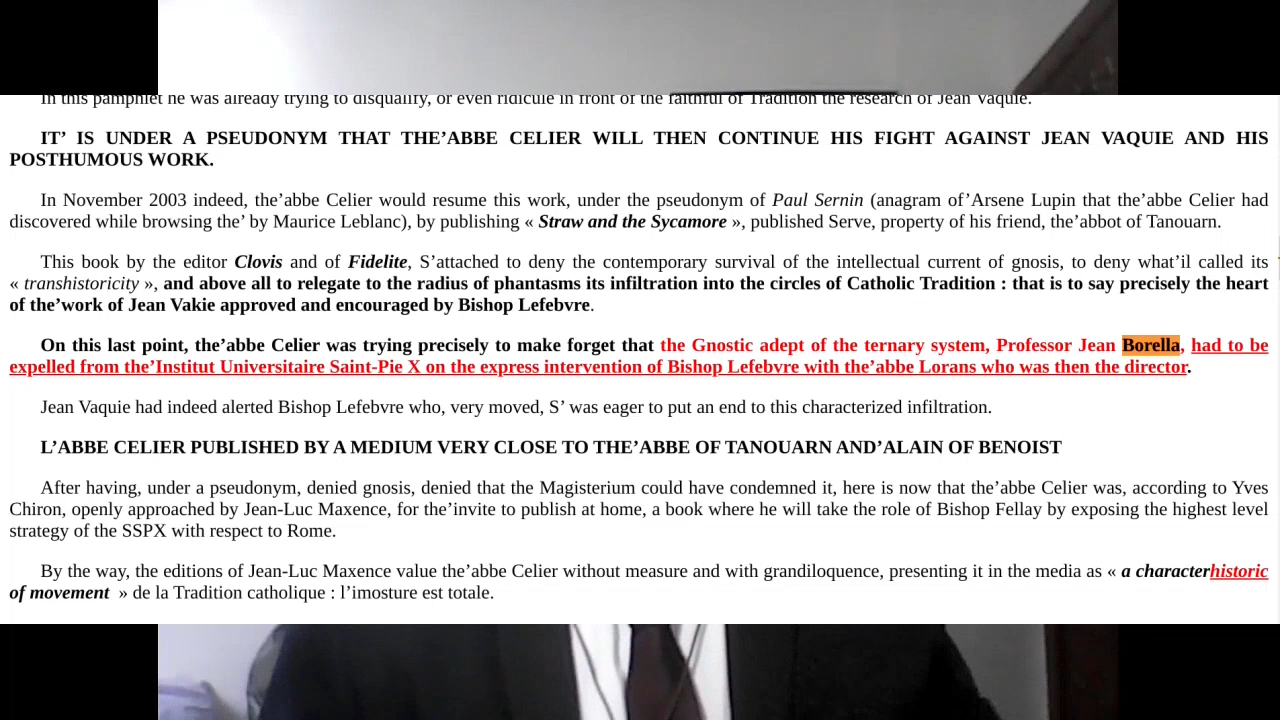 In this pamphlet he was already trying to disqualify, or even ridicule in front of the faithful of Tradition the research of Jean Vaquie.
IT’ IS UNDER A PSEUDONYM THAT THE’ABBE CELIER WILL THEN CONTINUE HIS FIGHT AGAINST JEAN VAQUIE AND HIS
POSTHUMOUS WORK.
In November 2003 indeed, the’abbe Celier would resume this work, under the pseudonym of Paul Sernin (anagram of’Arsene Lupin that the’abbe Celier had
discovered while browsing the’ by Maurice Leblanc), by publishing « Straw and the Sycamore », published Serve, property of his friend, the’abbot of Tanouarn.
This book by the editor Clovis and of Fidelite, S’attached to deny the contemporary survival of the intellectual current of gnosis, to deny what’il called its
« transhistoricity », and above all to relegate to the radius of phantasms its infiltration into the circles of Catholic Tradition : that is to say precisely the heart
of the’work of Jean Vakie approved and encouraged by Bishop Lefebvre.
On this last point, the’abbe Celier was trying precisely to make forget that the Gnostic adept of the ternary system, Professor Jean Borella, had to be
expelled from the’Institut Universitaire Saint-Pie X on the express intervention of Bishop Lefebvre with the’abbe Lorans who was then the director.
Jean Vaquie had indeed alerted Bishop Lefebvre who, very moved, S’ was eager to put an end to this characterized infiltration.
L’ABBE CELIER PUBLISHED BY A MEDIUM VERY CLOSE TO THE’ABBE OF TANOUARN AND’ALAIN OF BENOIST
After having, under a pseudonym, denied gnosis, denied that the Magisterium could have condemned it, here is now that the’abbe Celier was, according to Yves
Chiron, openly approached by Jean-Luc Maxence, for the’invite to publish at home, a book where he will take the role of Bishop Fellay by exposing the highest level
strategy of the SSPX with respect to Rome.
By the way, the editions of Jean-Luc Maxence value the’abbe Celier without measure and with grandiloquence, presenting it in the media as « a characterhistoric
of movement » de la Tradition catholique : l’imosture est totale.